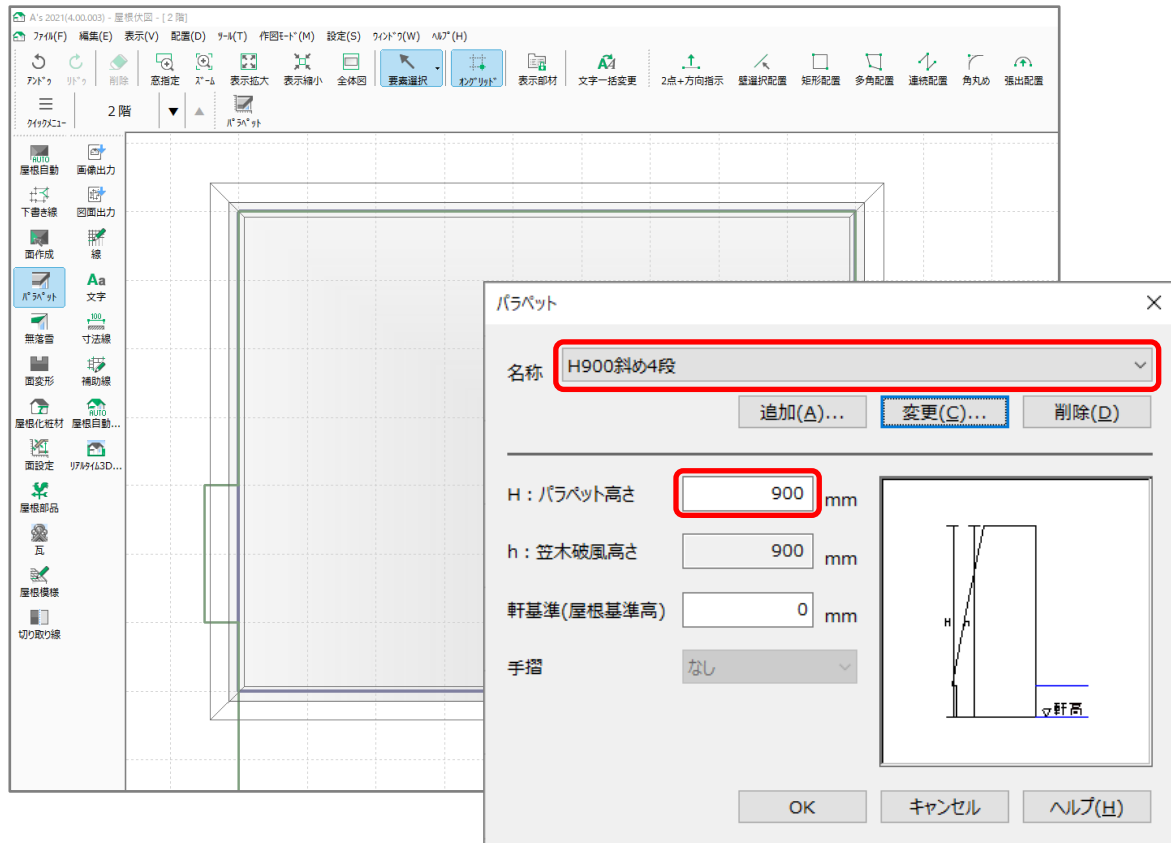 A's 2021(4.00.003) - 屋根伏図 - [２階]
ファイル(F) 編集(E) 表示(V) 配置(D) ツール(T) 作図モード(M) 設定(S) ウィンドウ(W) ヘルプ(H)
アンドゥ リドゥ 削除 窓指定 ズーム 表示拡大 表示縮小 全体図 要素選択 オングリッド 表示部材 文字一括変更 2点+方向指示 壁選択配置 矩形配置 多角配置 連続配置 角丸め 張出配置
クイックメニュー 2階 ▼ ▲ パラペット
屋根自動 画像出力
下書き線 図面出力
面作成 線
パラペット 文字
無落雪 寸法線
面変形 補助線
屋根化粧材 屋根自動...
面設定 リアルタイム3D...
屋根部品
瓦
屋根模様
切り取り線
パラペット
名称 H900斜め4段
追加(A)... 変更(C)... 削除(D)
H：パラペット高さ 900 mm
h：笠木破風高さ 900 mm
軒基準(屋根基準高) 0 mm
手摺 なし
H h
▽軒高
OK キャンセル ヘルプ(H)